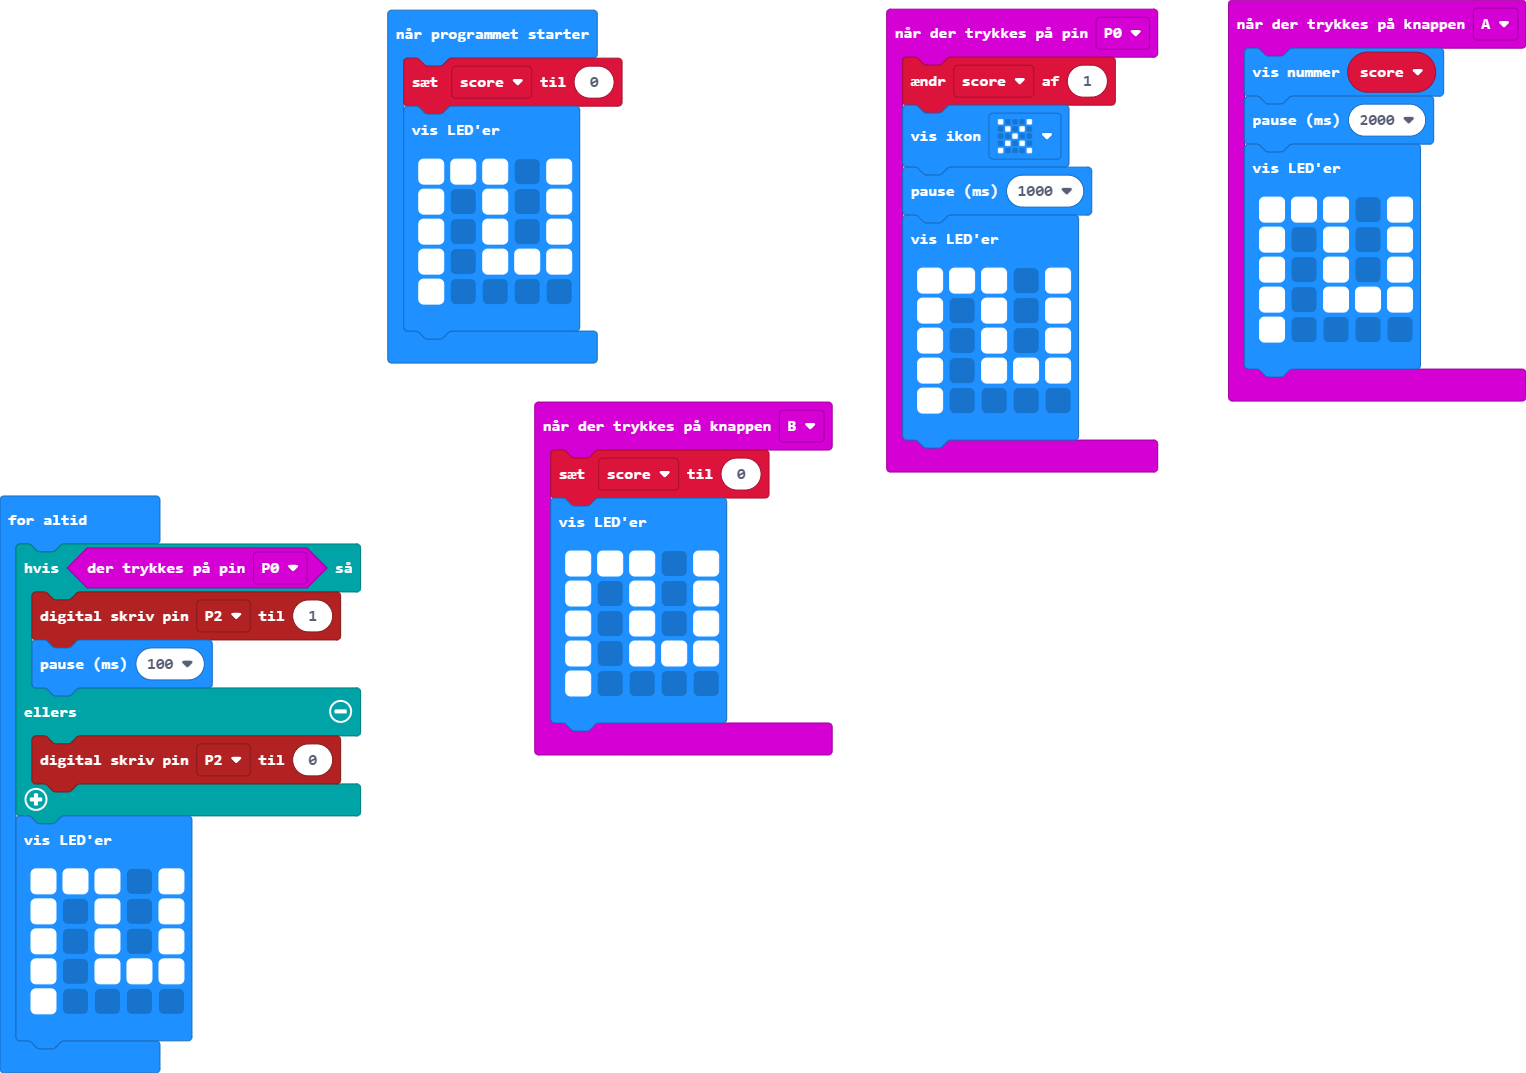 når programmet starter
sæt score til 0
vis LED'er
når der trykkes på pin P0
ændr score af 1
vis ikon
pause (ms) 1000
vis LED'er
når der trykkes på knappen A
vis nummer score
pause (ms) 2000
vis LED'er
når der trykkes på knappen B
sæt score til 0
vis LED'er
for altid
hvis der trykkes på pin P0 så
digital skriv pin P2 til 1
pause (ms) 100
ellers
digital skriv pin P2 til 0
vis LED'er